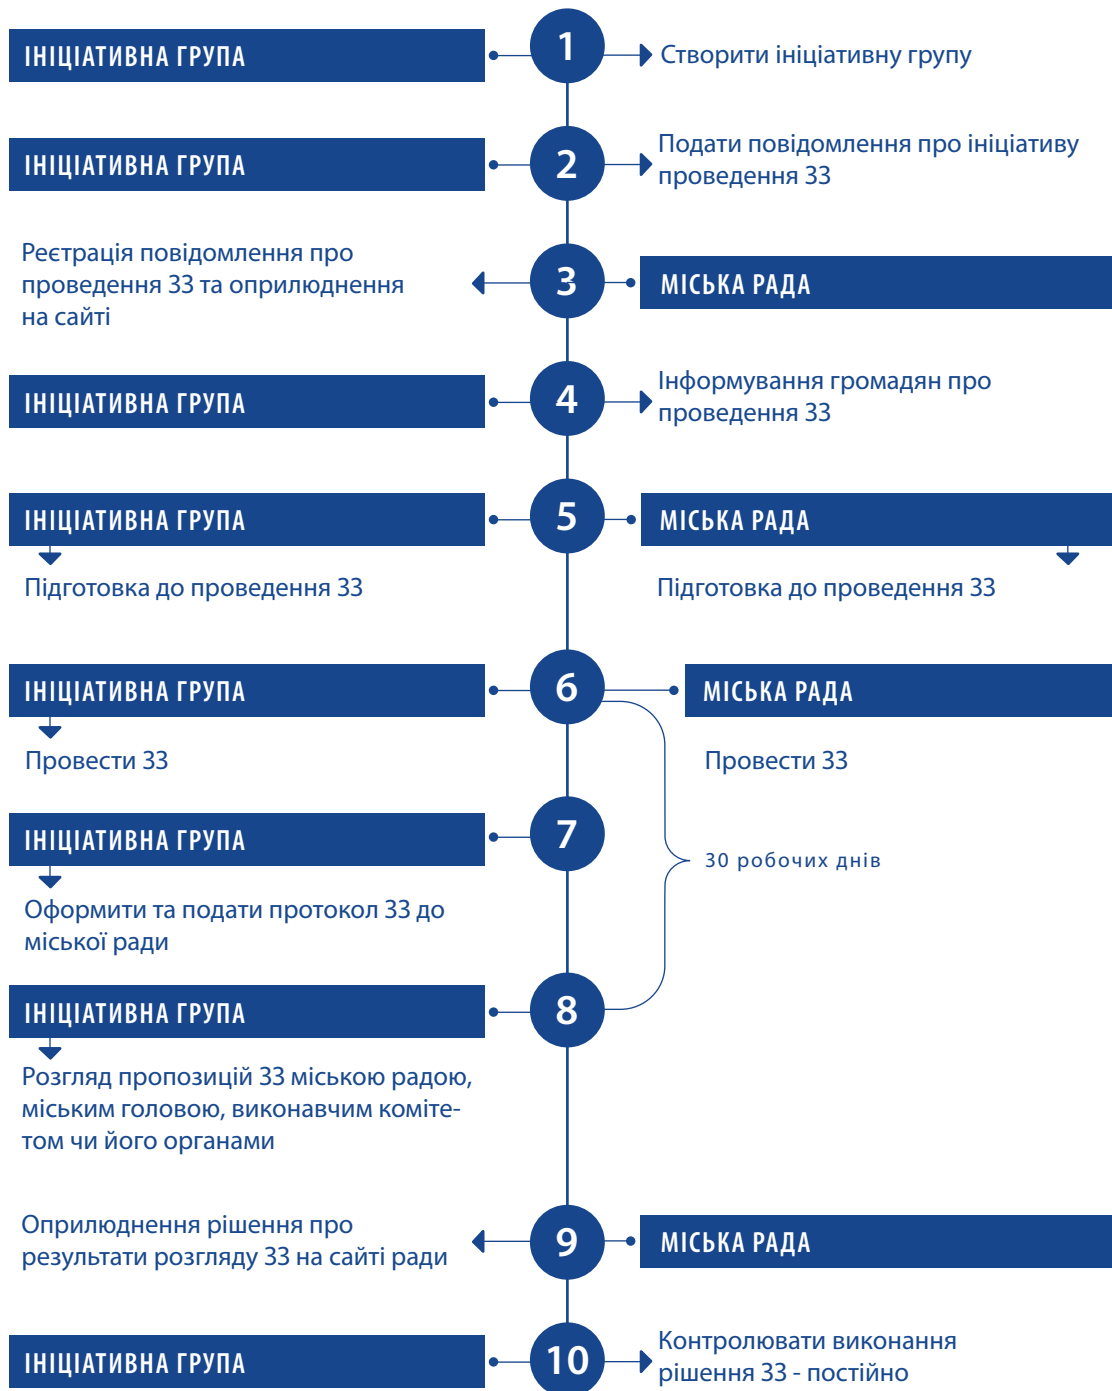 ІНІЦІАТИВНА ГРУПА
1
Створити ініціативну групу
ІНІЦІАТИВНА ГРУПА
2
Подати повідомлення про ініціативу
проведення ЗЗ
Реєстрація повідомлення про
проведення ЗЗ та оприлюднення
на сайті
3
МІСЬКА РАДА
ІНІЦІАТИВНА ГРУПА
4
Інформування громадян про
проведення ЗЗ
ІНІЦІАТИВНА ГРУПА
5
МІСЬКА РАДА
Підготовка до проведення ЗЗ
Підготовка до проведення ЗЗ
ІНІЦІАТИВНА ГРУПА
6
МІСЬКА РАДА
Провести ЗЗ
Провести ЗЗ
ІНІЦІАТИВНА ГРУПА
7
30 робочих днів
Оформити та подати протокол ЗЗ до
міської ради
ІНІЦІАТИВНА ГРУПА
8
Розгляд пропозицій ЗЗ міською радою,
міським головою, виконавчим коміте-
том чи його органами
Оприлюднення рішення про
результати розгляду ЗЗ на сайті ради
9
МІСЬКА РАДА
ІНІЦІАТИВНА ГРУПА
10
Контролювати виконання
рішення ЗЗ - постійно